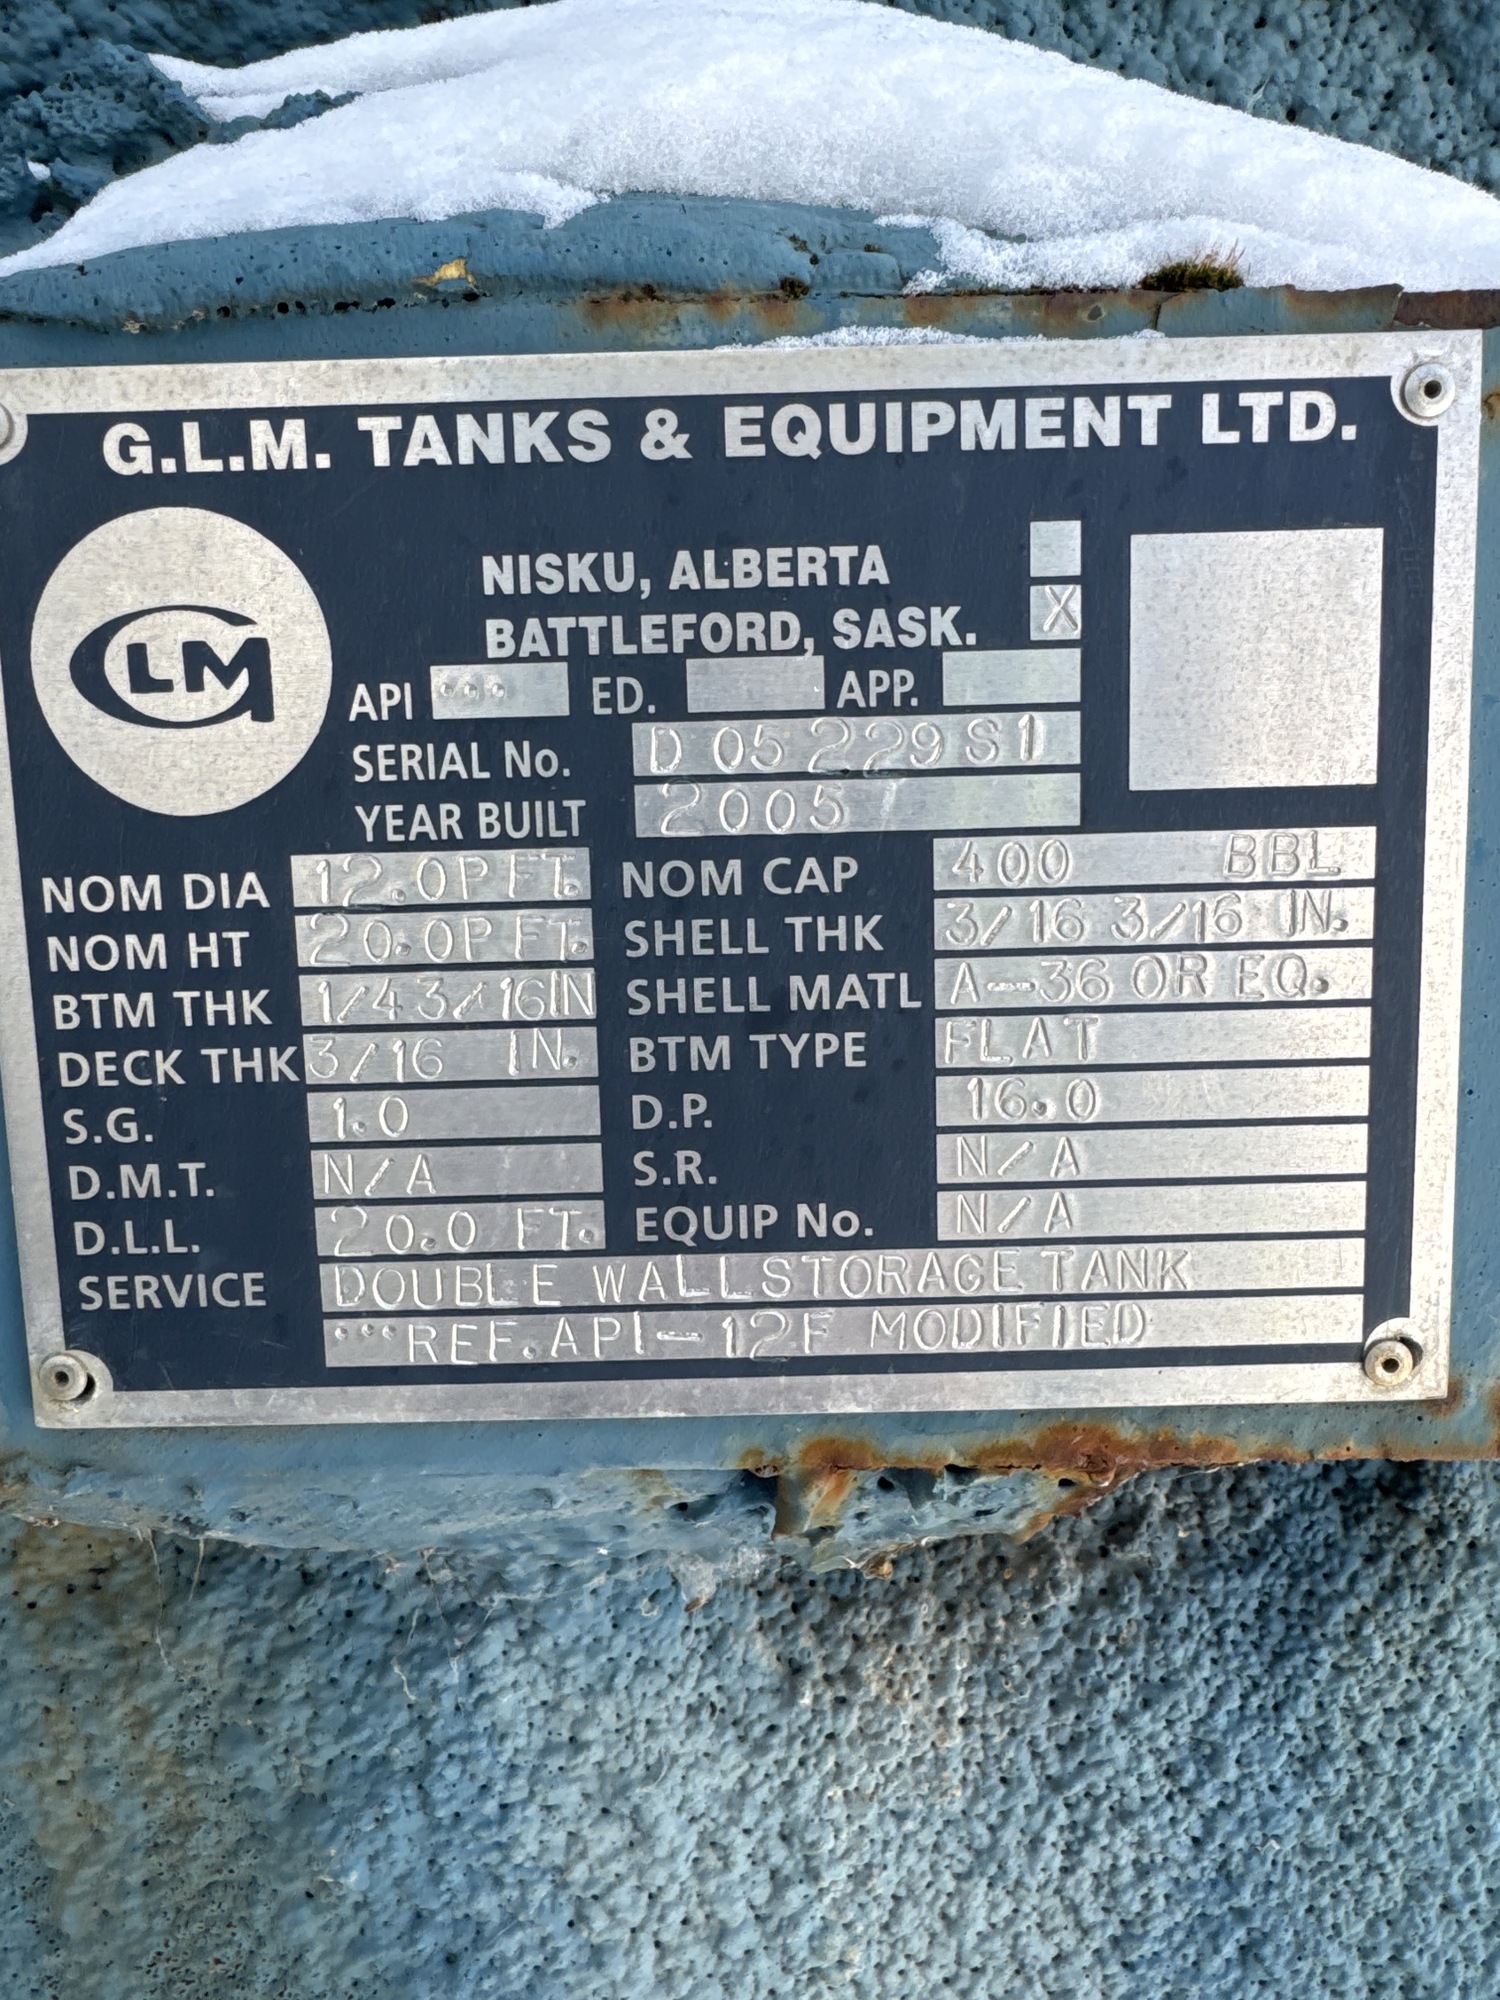 G.L.M. TANKS & EQUIPMENT LTD.
GLM
NISKU, ALBERTA
BATTLEFORD, SASK. X
API ••• ED. APP.
SERIAL No. D 05 229 S1
YEAR BUILT 2005
NOM DIA 12.0P FT. NOM CAP 400 BBL
NOM HT 20.0P FT. SHELL THK 3/16 3/16 IN.
BTM THK 1/4 3/16IN SHELL MATL A-36 OR EQ.
DECK THK 3/16 IN. BTM TYPE FLAT
S.G. 1.0 D.P. 16.0
D.M.T. N/A S.R. N/A
D.L.L. 20.0 FT. EQUIP No. N/A
SERVICE DOUBLE WALL STORAGE TANK
•••REF. API-12F MODIFIED